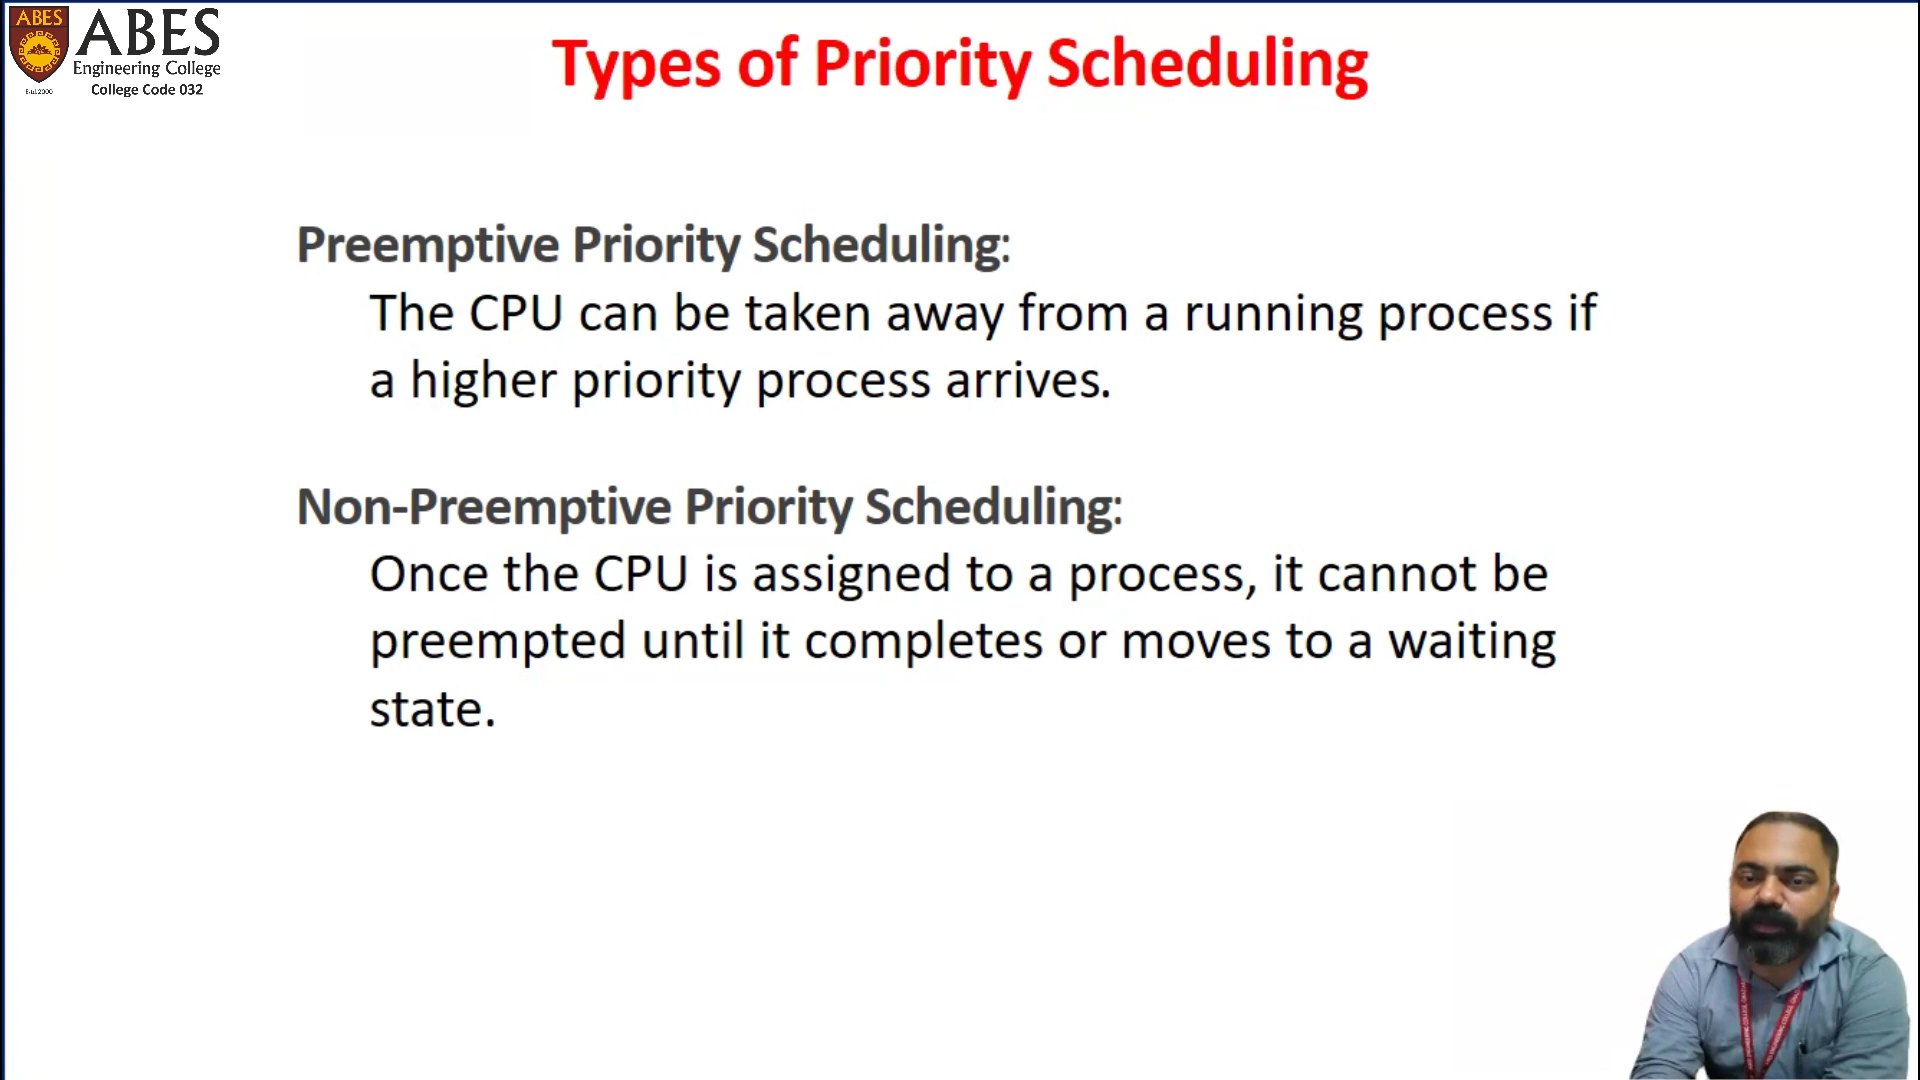 ABES
ABES
Engineering College
Estd.2000
College Code 032
Types of Priority Scheduling
Preemptive Priority Scheduling:
The CPU can be taken away from a running process if
a higher priority process arrives.
Non-Preemptive Priority Scheduling:
Once the CPU is assigned to a process, it cannot be
preempted until it completes or moves to a waiting
state.